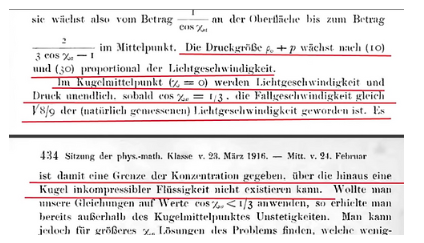 sie wächst also vom Betrag 1/cos χₐ an der Oberfläche bis zum Betrag
2/(3 cos χₐ − 1) im Mittelpunkt. Die Druckgröße ρ₀ + p wächst nach (10)
und (30) proportional der Lichtgeschwindigkeit.
Im Kugelmittelpunkt (χ = 0) werden Lichtgeschwindigkeit und
Druck unendlich, sobald cos χₐ = 1/3, die Fallgeschwindigkeit gleich
√8/9 der (natürlich gemessenen) Lichtgeschwindigkeit geworden ist. Es
434 Sitzung der phys.-math. Klasse v. 23. März 1916. — Mitt. v. 24. Februar
ist damit eine Grenze der Konzentration gegeben, über die hinaus eine
Kugel inkompressibler Flüssigkeit nicht existieren kann. Wollte man
unsere Gleichungen auf Werte cos χₐ < 1/3 anwenden, so erhielte man
bereits außerhalb des Kugelmittelpunktes Unstetigkeiten. Man kann
jedoch für größeres χₐ Lösungen des Problems finden, welche wenig-